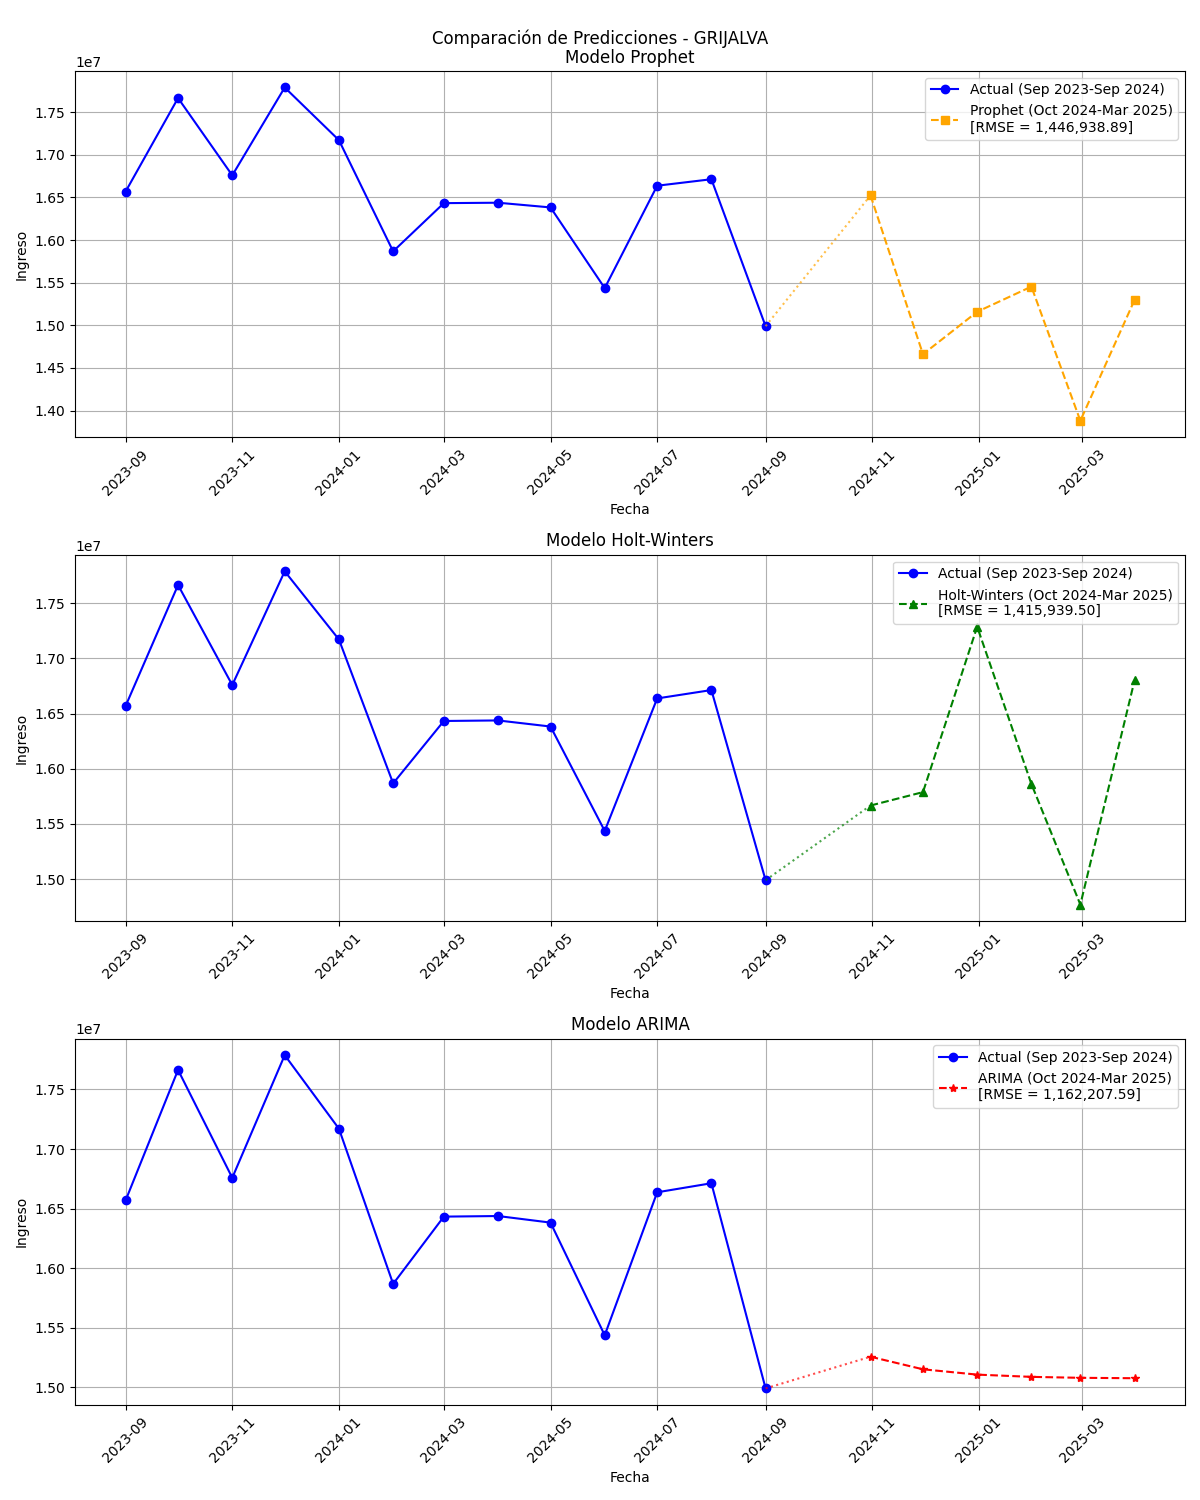 Comparación de Predicciones - GRIJALVA
Modelo Prophet
1e7
Actual (Sep 2023-Sep 2024)
Prophet (Oct 2024-Mar 2025)
[RMSE = 1,446,938.89]
1.75
1.70
1.65
1.60
1.55
1.50
1.45
1.40
Ingreso
2023-09
2023-11
2024-01
2024-03
2024-05
2024-07
2024-09
2024-11
2025-01
2025-03
Fecha
Modelo Holt-Winters
1e7
Actual (Sep 2023-Sep 2024)
Holt-Winters (Oct 2024-Mar 2025)
[RMSE = 1,415,939.50]
1.75
1.70
1.65
1.60
1.55
1.50
Ingreso
2023-09
2023-11
2024-01
2024-03
2024-05
2024-07
2024-09
2024-11
2025-01
2025-03
Fecha
Modelo ARIMA
1e7
Actual (Sep 2023-Sep 2024)
ARIMA (Oct 2024-Mar 2025)
[RMSE = 1,162,207.59]
1.75
1.70
1.65
1.60
1.55
1.50
Ingreso
2023-09
2023-11
2024-01
2024-03
2024-05
2024-07
2024-09
2024-11
2025-01
2025-03
Fecha